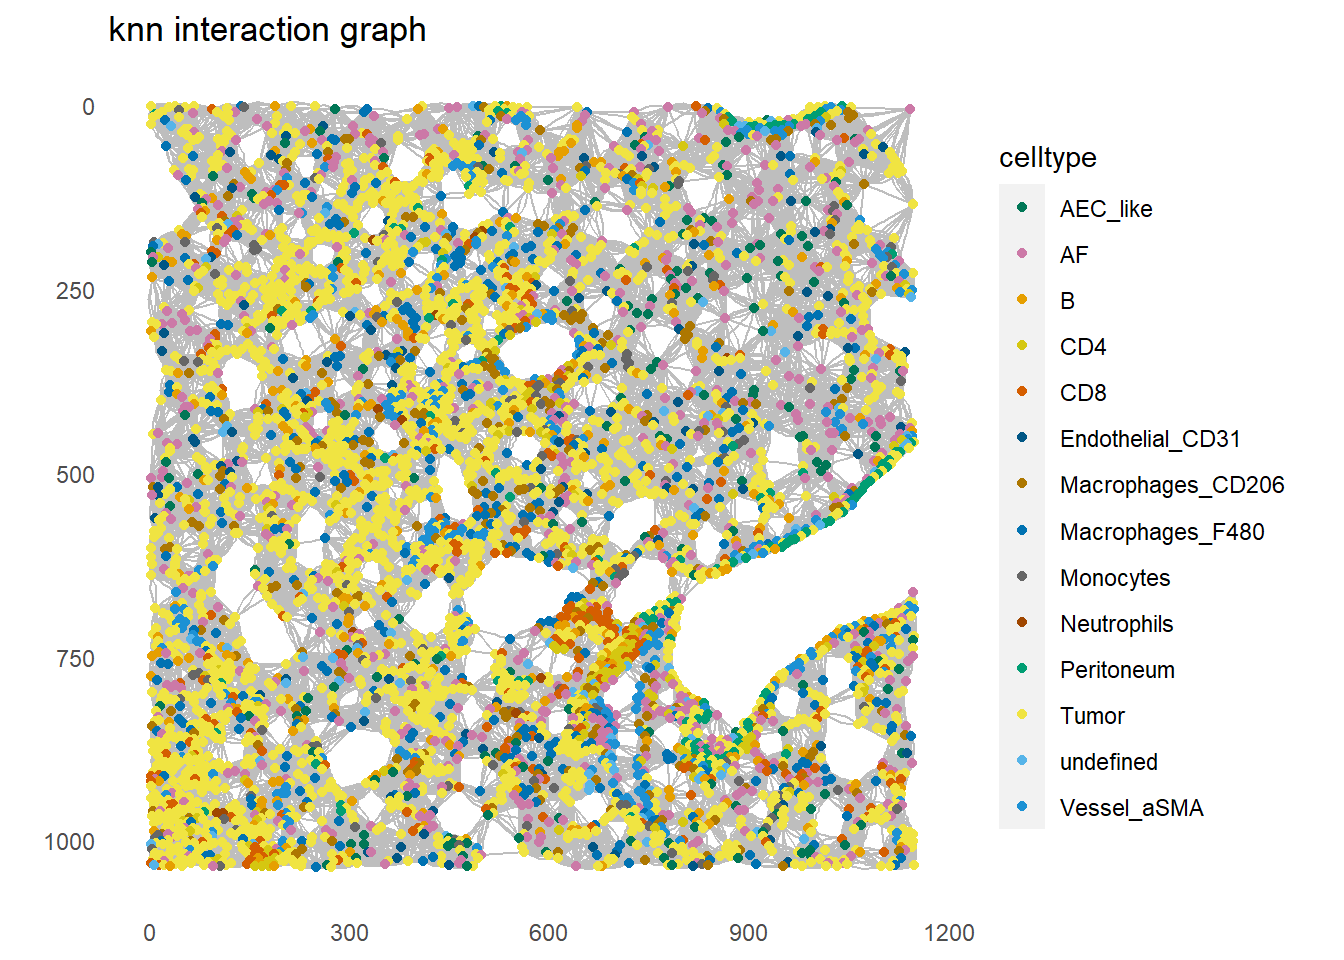 knn interaction graph
0
250
500
750
1000
0 300 600 900 1200
celltype
AEC_like
AF
B
CD4
CD8
Endothelial_CD31
Macrophages_CD206
Macrophages_F480
Monocytes
Neutrophils
Peritoneum
Tumor
undefined
Vessel_aSMA